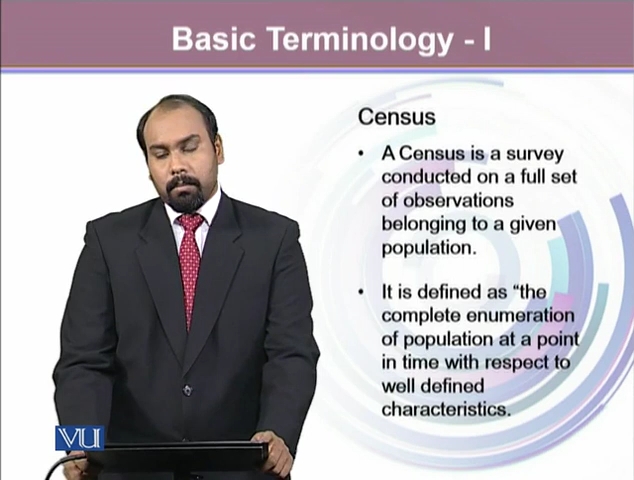 Basic Terminology - I
Census
• A Census is a survey
conducted on a full set
of observations
belonging to a given
population.
• It is defined as “the
complete enumeration
of population at a point
in time with respect to
well defined
characteristics.
VU